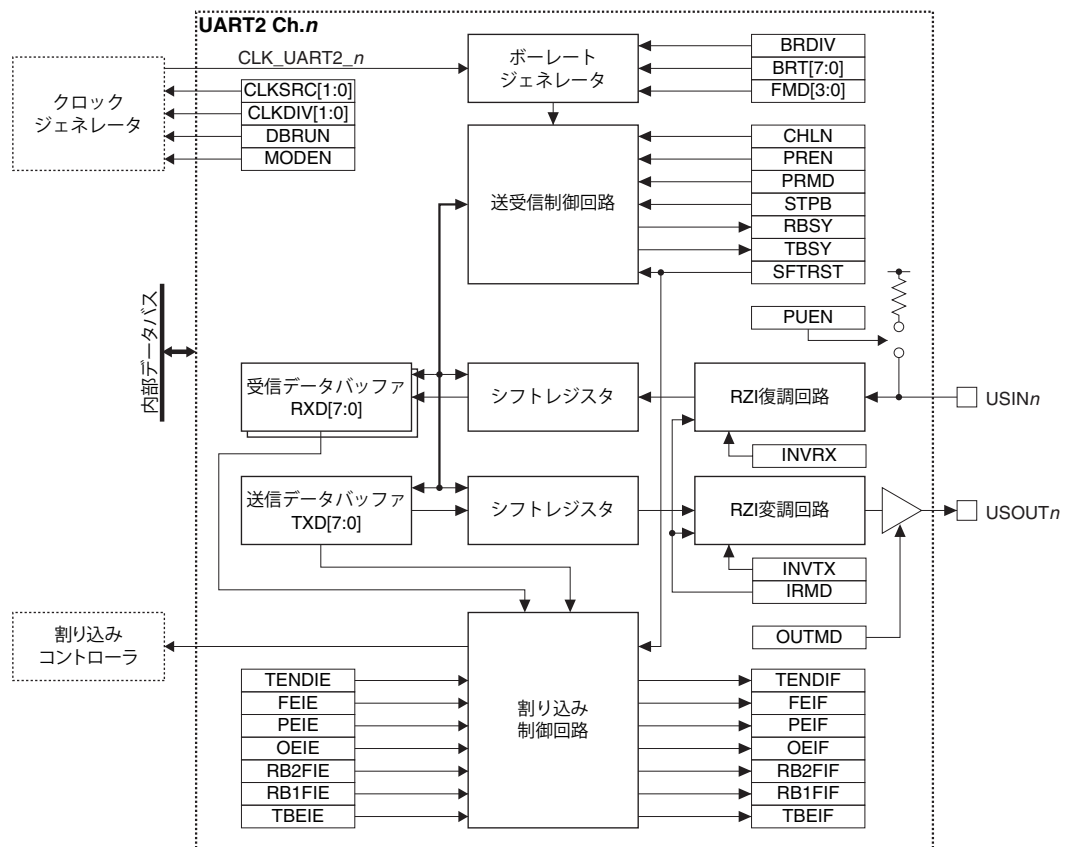 UART2 Ch.n
CLK_UART2_n
クロック
ジェネレータ
CLKSRC[1:0]
CLKDIV[1:0]
DBRUN
MODEN
ボーレート
ジェネレータ
BRDIV
BRT[7:0]
FMD[3:0]
送受信制御回路
CHLN
PREN
PRMD
STPB
RBSY
TBSY
SFTRST
PUEN
内部データバス
受信データバッファ
RXD[7:0]
シフトレジスタ
RZI復調回路
USINn
INVRX
送信データバッファ
TXD[7:0]
シフトレジスタ
RZI変調回路
USOUTn
INVTX
IRMD
OUTMD
割り込み
コントローラ
割り込み
制御回路
TENDIE
FEIE
PEIE
OEIE
RB2FIE
RB1FIE
TBEIE
TENDIF
FEIF
PEIF
OEIF
RB2FIF
RB1FIF
TBEIF